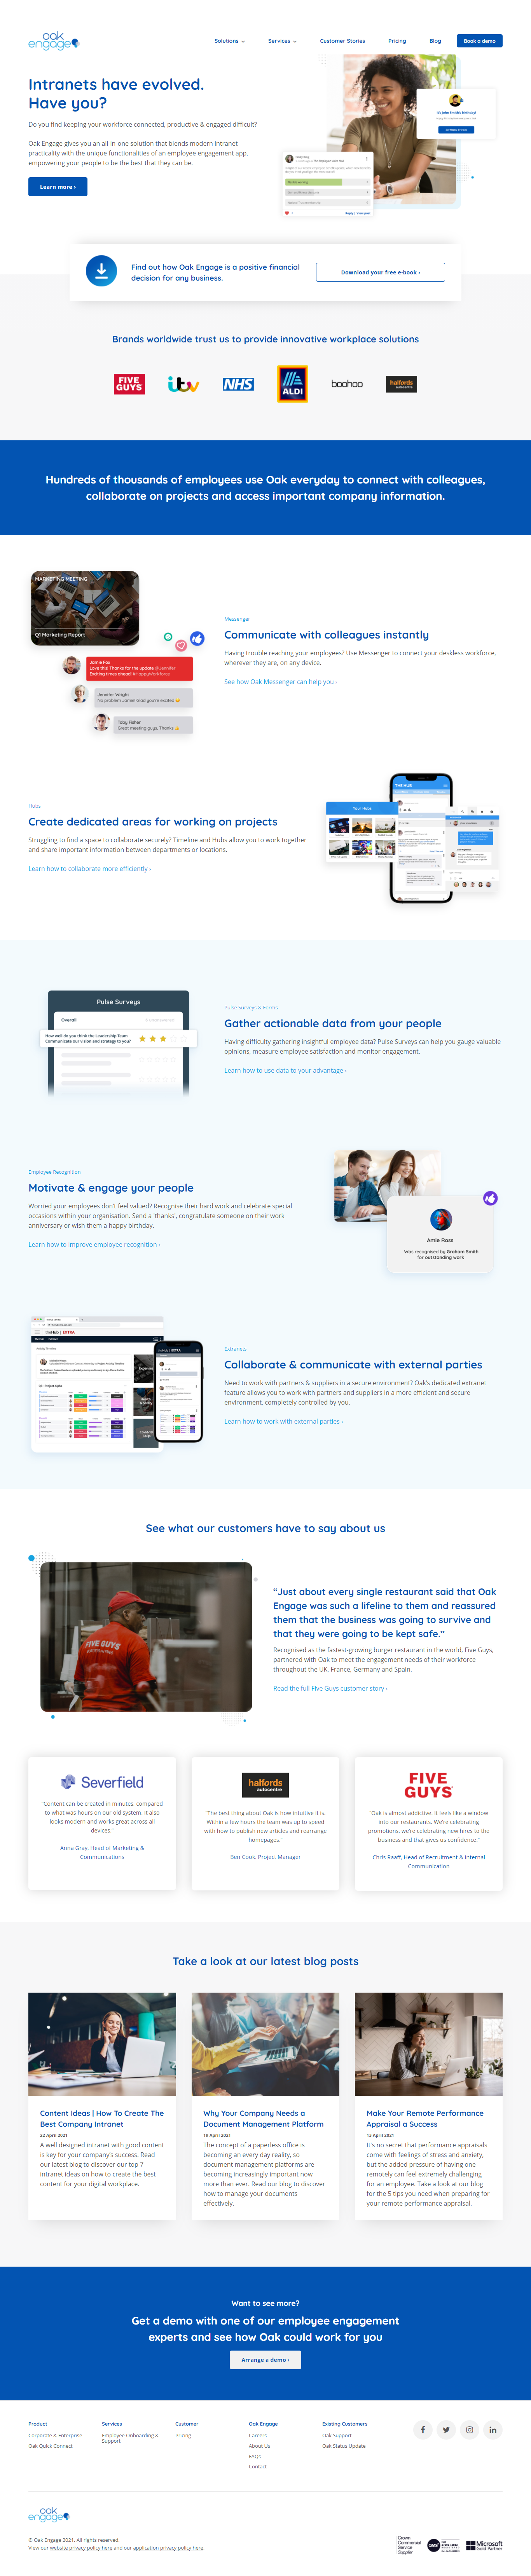 oak engage
Solutions
Services
Customer Stories
Pricing
Blog
Book a demo
Intranets have evolved.
Have you?
Do you find keeping your workforce connected, productive & engaged difficult?
Oak Engage gives you an all-in-one solution that blends modern intranet
practicality with the unique functionalities of an employee engagement app,
empowering your people to be the best that they can be.
Learn more ›
It's John Smith's Birthday!
Reply | View post
Find out how Oak Engage is a positive financial
decision for any business.
Download your free e-book ›
Brands worldwide trust us to provide innovative workplace solutions
FIVE GUYS
itv
NHS
ALDI
boohoo
halfords
autocentre
Hundreds of thousands of employees use Oak everyday to connect with colleagues,
collaborate on projects and access important company information.
MARKETING MEETING
Q1 Marketing Report
Jamie Fox
Love this! Thanks for the update @Jennifer
Exciting times ahead! #HappyWorkforce
Jennifer Wright
No problem Jamie! Glad you're excited
Toby Fisher
Great meeting guys, Thanks
Messenger
Communicate with colleagues instantly
Having trouble reaching your employees? Use Messenger to connect your deskless workforce,
wherever they are, on any device.
See how Oak Messenger can help you ›
Hubs
Create dedicated areas for working on projects
Struggling to find a space to collaborate securely? Timeline and Hubs allow you to work together
and share important information between departments or locations.
Learn how to collaborate more efficiently ›
THE HUB
Your Hubs
Pulse Surveys
Overall
How well do you think the Leadership Team
Communicate our vision and strategy to you?
Pulse Surveys & Forms
Gather actionable data from your people
Having difficulty gathering insightful employee data? Pulse Surveys can help you gauge valuable
opinions, measure employee satisfaction and monitor engagement.
Learn how to use data to your advantage ›
Employee Recognition
Motivate & engage your people
Worried your employees don't feel valued? Recognise their hard work and celebrate special
occasions within your organisation. Send a 'thanks', congratulate someone on their work
anniversary or wish them a happy birthday.
Learn how to improve employee recognition ›
Amie Ross
Was recognised by Graham Smith
for outstanding work
TheHub | EXTRA
Extranets
Collaborate & communicate with external parties
Need to work with partners & suppliers in a secure environment? Oak's dedicated extranet
feature allows you to work with partners and suppliers in a more efficient and secure
environment, completely controlled by you.
Learn how to work with external parties ›
See what our customers have to say about us
FIVE GUYS
“Just about every single restaurant said that Oak
Engage was such a lifeline to them and reassured
them that the business was going to survive and
that they were going to be kept safe.”
Recognised as the fastest-growing burger restaurant in the world, Five Guys,
partnered with Oak to meet the engagement needs of their workforce
throughout the UK, France, Germany and Spain.
Read the full Five Guys customer story ›
Severfield
“Content can be created in minutes, compared
to what was hours on our old system. It also
looks modern and works great across all
devices.”
Anna Gray, Head of Marketing &
Communications
halfords
autocentre
“The best thing about Oak is how intuitive it is.
Within a few hours the team was up to speed
with how to publish new articles and rearrange
homepages.”
Ben Cook, Project Manager
FIVE
GUYS
“Oak is almost addictive. It feels like a window
into our restaurants. We're celebrating
promotions, we're celebrating new hires to the
business and that gives us confidence.”
Chris Raaff, Head of Recruitment & Internal
Communication
Take a look at our latest blog posts
Content Ideas | How To Create The
Best Company Intranet
22 April 2021
A well designed intranet with good content
is key for your company's success. Read
our latest blog to discover our top 7
intranet ideas on how to create the best
content for your digital workplace.
Why Your Company Needs a
Document Management Platform
19 April 2021
The concept of a paperless office is
becoming an every day reality, so
document management platforms are
becoming increasingly important now
more than ever. Read our blog to discover
how to manage your documents
effectively.
Make Your Remote Performance
Appraisal a Success
13 April 2021
It's no secret that performance appraisals
come with feelings of stress and anxiety,
but the added pressure of having one
remotely can feel extremely challenging
for an employee. Take a look at our blog
for the 5 tips you need when preparing for
your remote performance appraisal.
Want to see more?
Get a demo with one of our employee engagement
experts and see how Oak could work for you
Arrange a demo ›
Product
Corporate & Enterprise
Oak Quick Connect
Services
Employee Onboarding &
Support
Customer
Pricing
Oak Engage
Careers
About Us
FAQs
Contact
Existing Customers
Oak Support
Oak Status Update
oak engage
© Oak Engage 2021. All rights reserved.
View our website privacy policy here and our application privacy policy here.
Crown
Commercial
Service
Supplier
QMS
Microsoft
Gold Partner